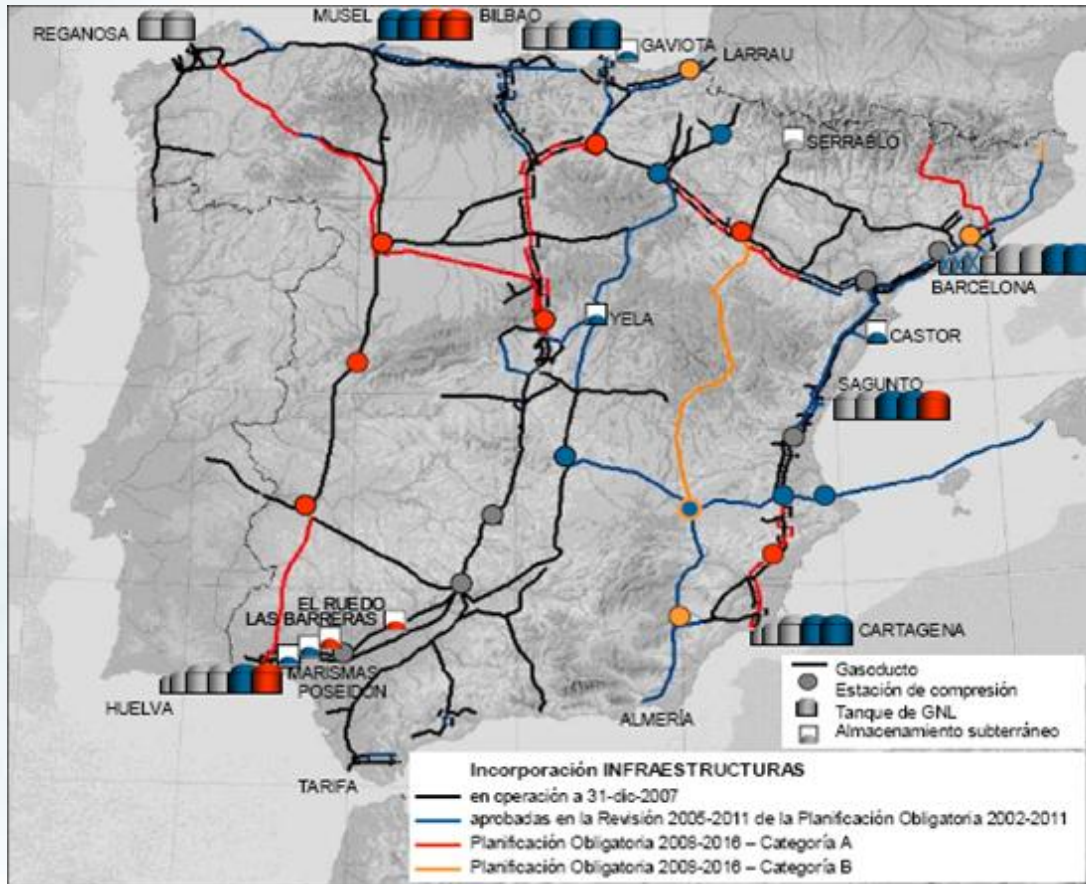 REGANOSA
MUSEL
BILBAO
GAVIOTA
LARRAU
SERRABLO
BARCELONA
YELA
CASTOR
SAGUNTO
EL RUEDO
LAS BARRERAS
MARISMAS
POSEIDÓN
HUELVA
CARTAGENA
ALMERÍA
TARIFA
Gasoducto
Estación de compresión
Tanque de GNL
Almacenamiento subterráneo
Incorporación INFRAESTRUCTURAS
en operación a 31-dic-2007
aprobadas en la Revisión 2005-2011 de la Planificación Obligatoria 2002-2011
Planificación Obligatoria 2008-2016 – Categoría A
Planificación Obligatoria 2008-2016 – Categoría B